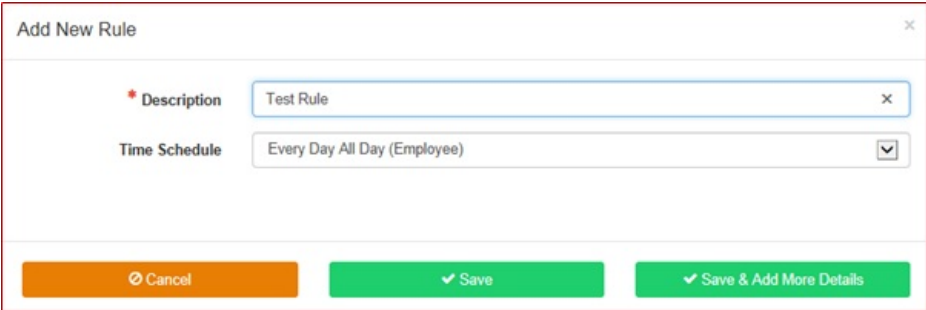 Add New Rule ×
* Description Test Rule ×
Time Schedule Every Day All Day (Employee)
Cancel Save Save & Add More Details